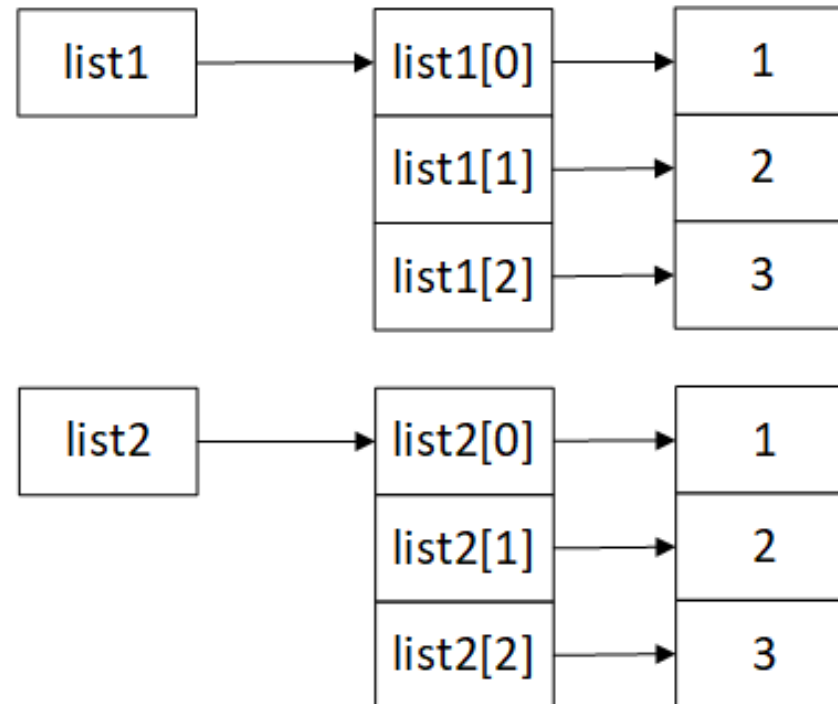 list1 list1[0] 1
list1[1] 2
list1[2] 3
list2 list2[0] 1
list2[1] 2
list2[2] 3